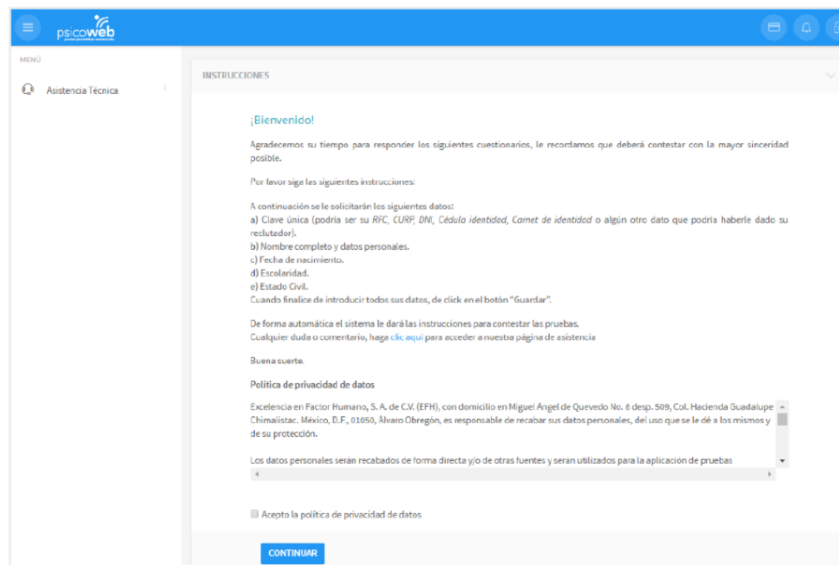 psicoweb
MENÚ
Asistencia Técnica
INSTRUCCIONES
¡Bienvenido!
Agradecemos su tiempo para responder los siguientes cuestionarios, le recordamos que deberá contestar con la mayor sinceridad
posible.
Por favor siga las siguientes instrucciones:
A continuación se le solicitarán los siguientes datos:
a) Clave única (podría ser su RFC, CURP, DNI, Cédula identidad, Carnet de identidad o algún otro dato que podría haberle dado su
reclutador).
b) Nombre completo y datos personales.
c) Fecha de nacimiento.
d) Escolaridad.
e) Estado Civil.
Cuando finalice de introducir todos sus datos, de click en el botón "Guardar".
De forma automática el sistema le dará las instrucciones para contestar las pruebas.
Cualquier duda o comentario, haga clic aquí para acceder a nuestra página de asistencia
Buena suerte.
Política de privacidad de datos
Excelencia en Factor Humano, S. A. de C.V. (EFH), con domicilio en Miguel Angel de Quevedo No. 8 desp. 509, Col. Hacienda Guadalupe
Chimalistac. México, D.F., 01050, Álvaro Obregón, es responsable de recabar sus datos personales, del uso que se le dé a los mismos y
de su protección.
Los datos personales serán recabados de forma directa y/o de otras fuentes y serán utilizados para la aplicación de pruebas
Acepto la política de privacidad de datos
CONTINUAR